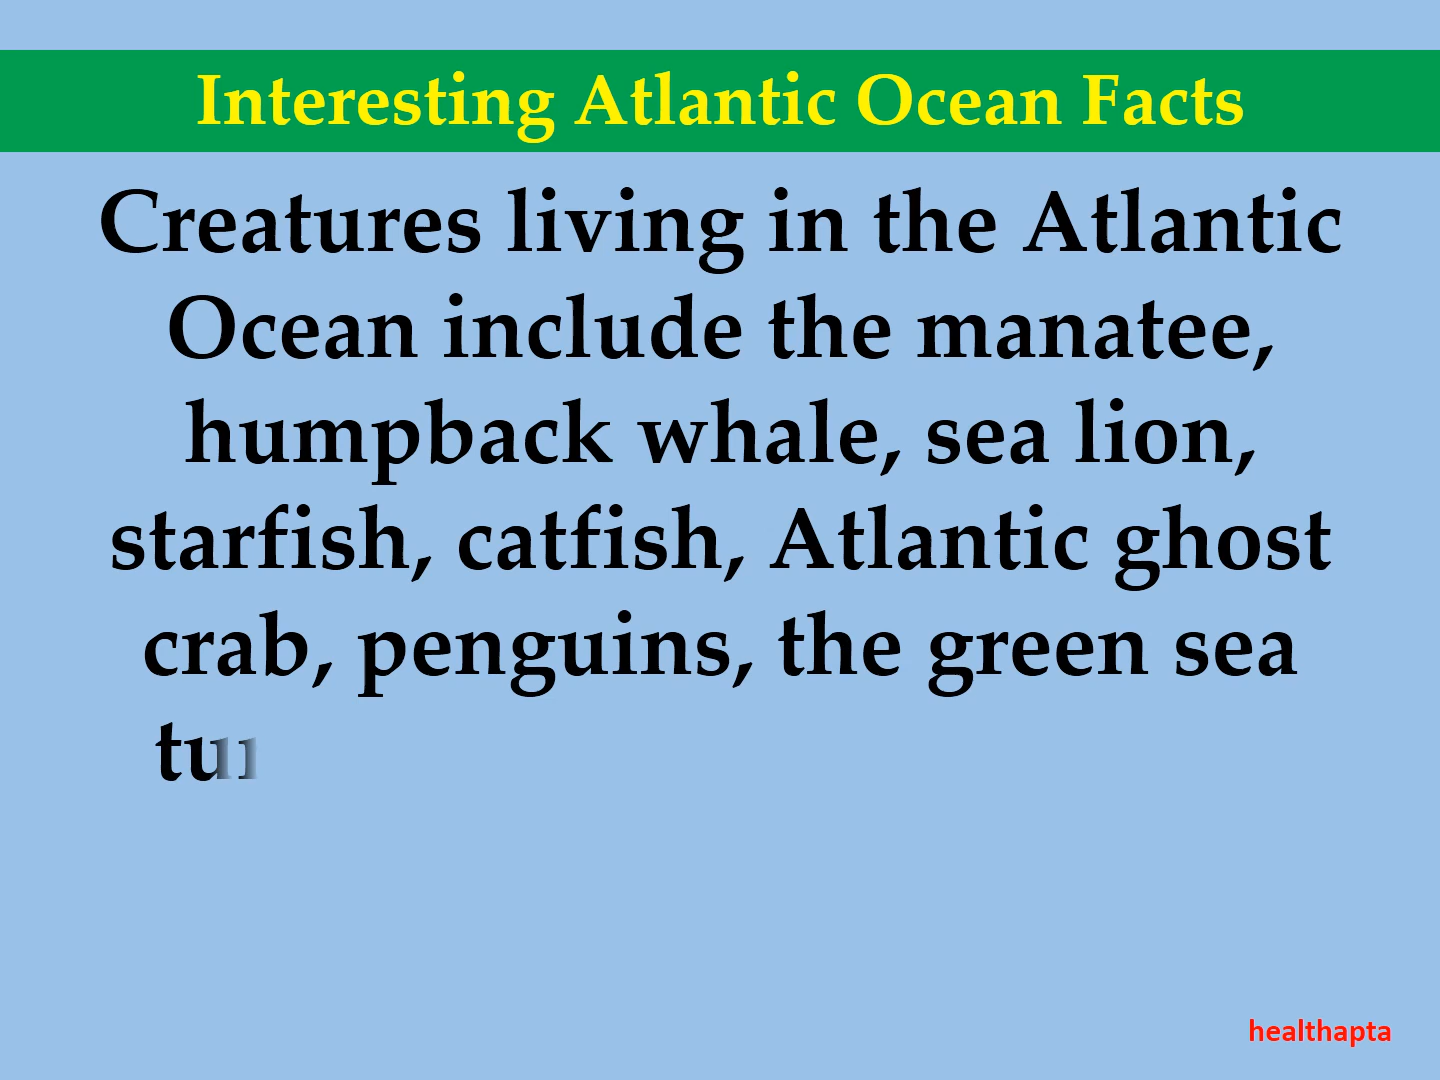 Interesting Atlantic Ocean Facts
Creatures living in the Atlantic
Ocean include the manatee,
humpback whale, sea lion,
starfish, catfish, Atlantic ghost
crab, penguins, the green sea
healthapta